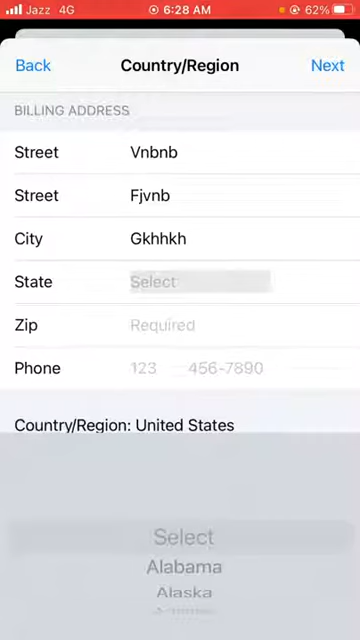 Jazz 4G 6:28 AM 62%
Back Country/Region Next
BILLING ADDRESS
Street Vnbnb
Street Fjvnb
City Gkhhkh
State Select
Zip Required
Phone 123 456-7890
Country/Region: United States
Select
Alabama
Alaska